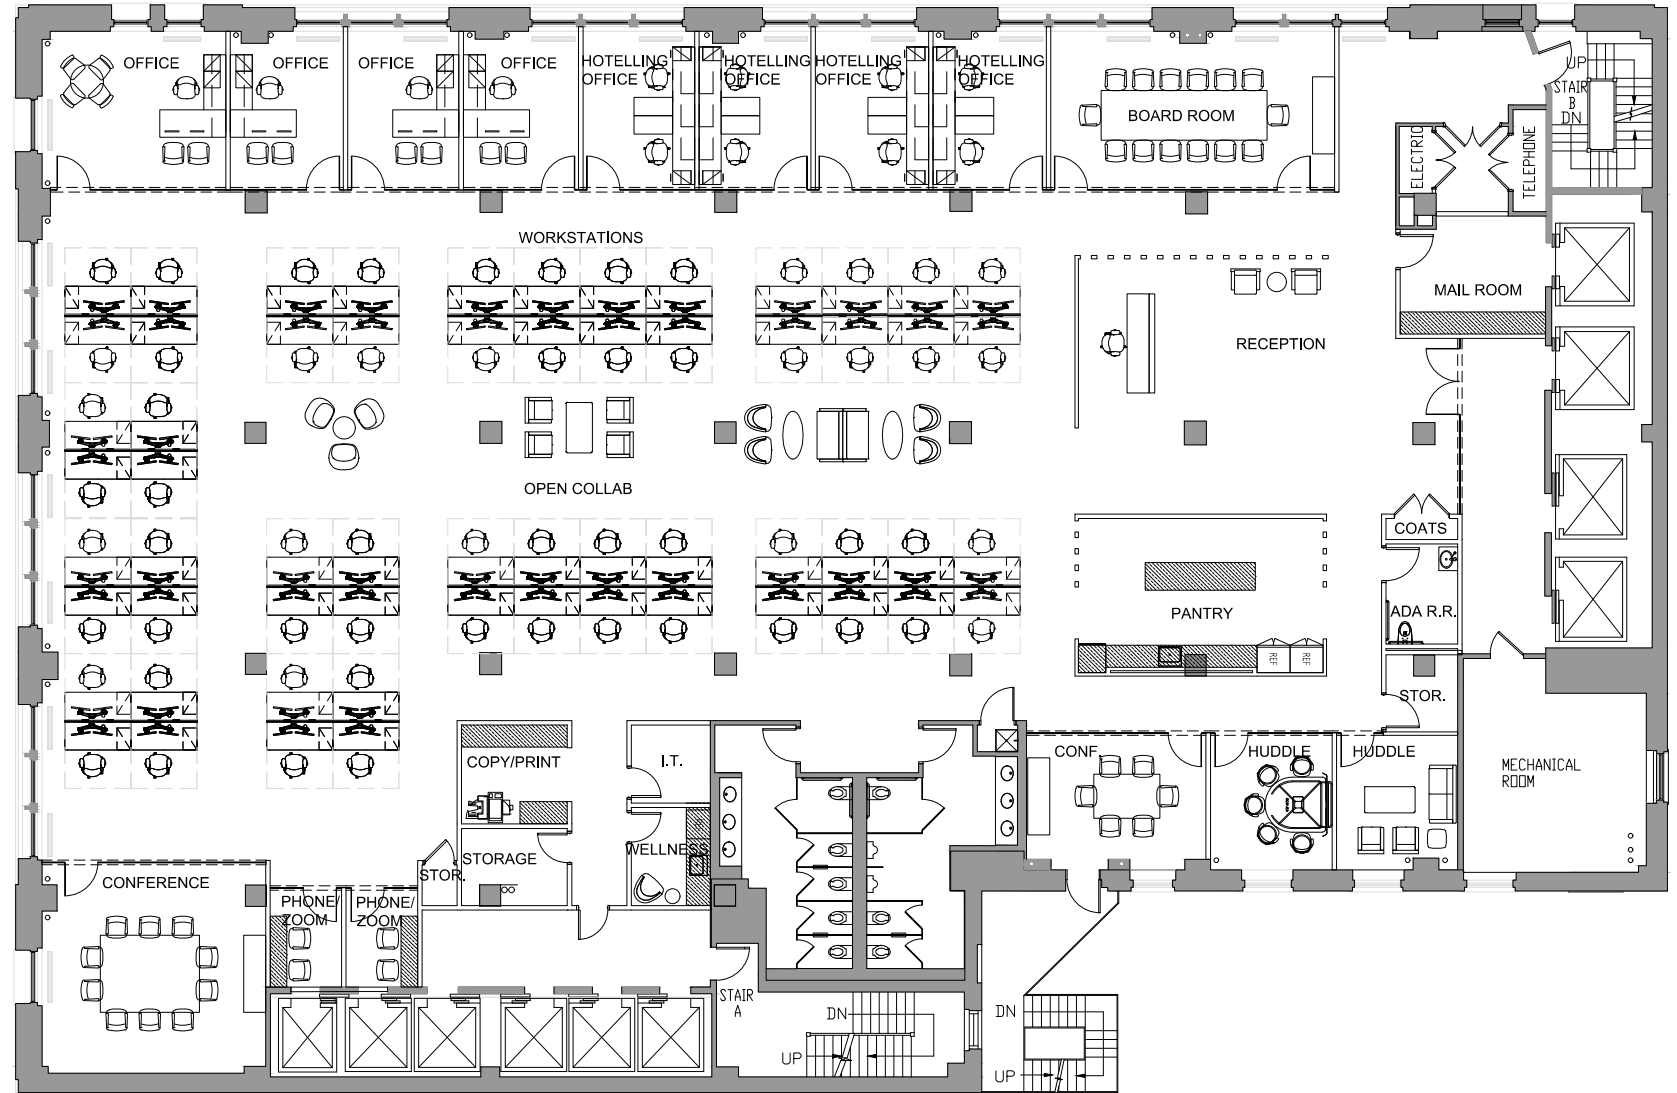 OFFICE
OFFICE
OFFICE
OFFICE
HOTELLING
OFFICE
HOTELLING
OFFICE
HOTELLING
OFFICE
HOTELLING
OFFICE
BOARD ROOM
UP
STAIR
B
DN
ELECTRIC
TELEPHONE
WORKSTATIONS
MAIL ROOM
RECEPTION
OPEN COLLAB
COATS
PANTRY
ADA R.R.
REF
REF
STOR.
COPY/PRINT
I.T.
CONF.
HUDDLE
HUDDLE
MECHANICAL
ROOM
STORAGE
WELLNESS
STOR.
CONFERENCE
PHONE/
ZOOM
PHONE/
ZOOM
STAIR
A
DN
UP
DN
UP